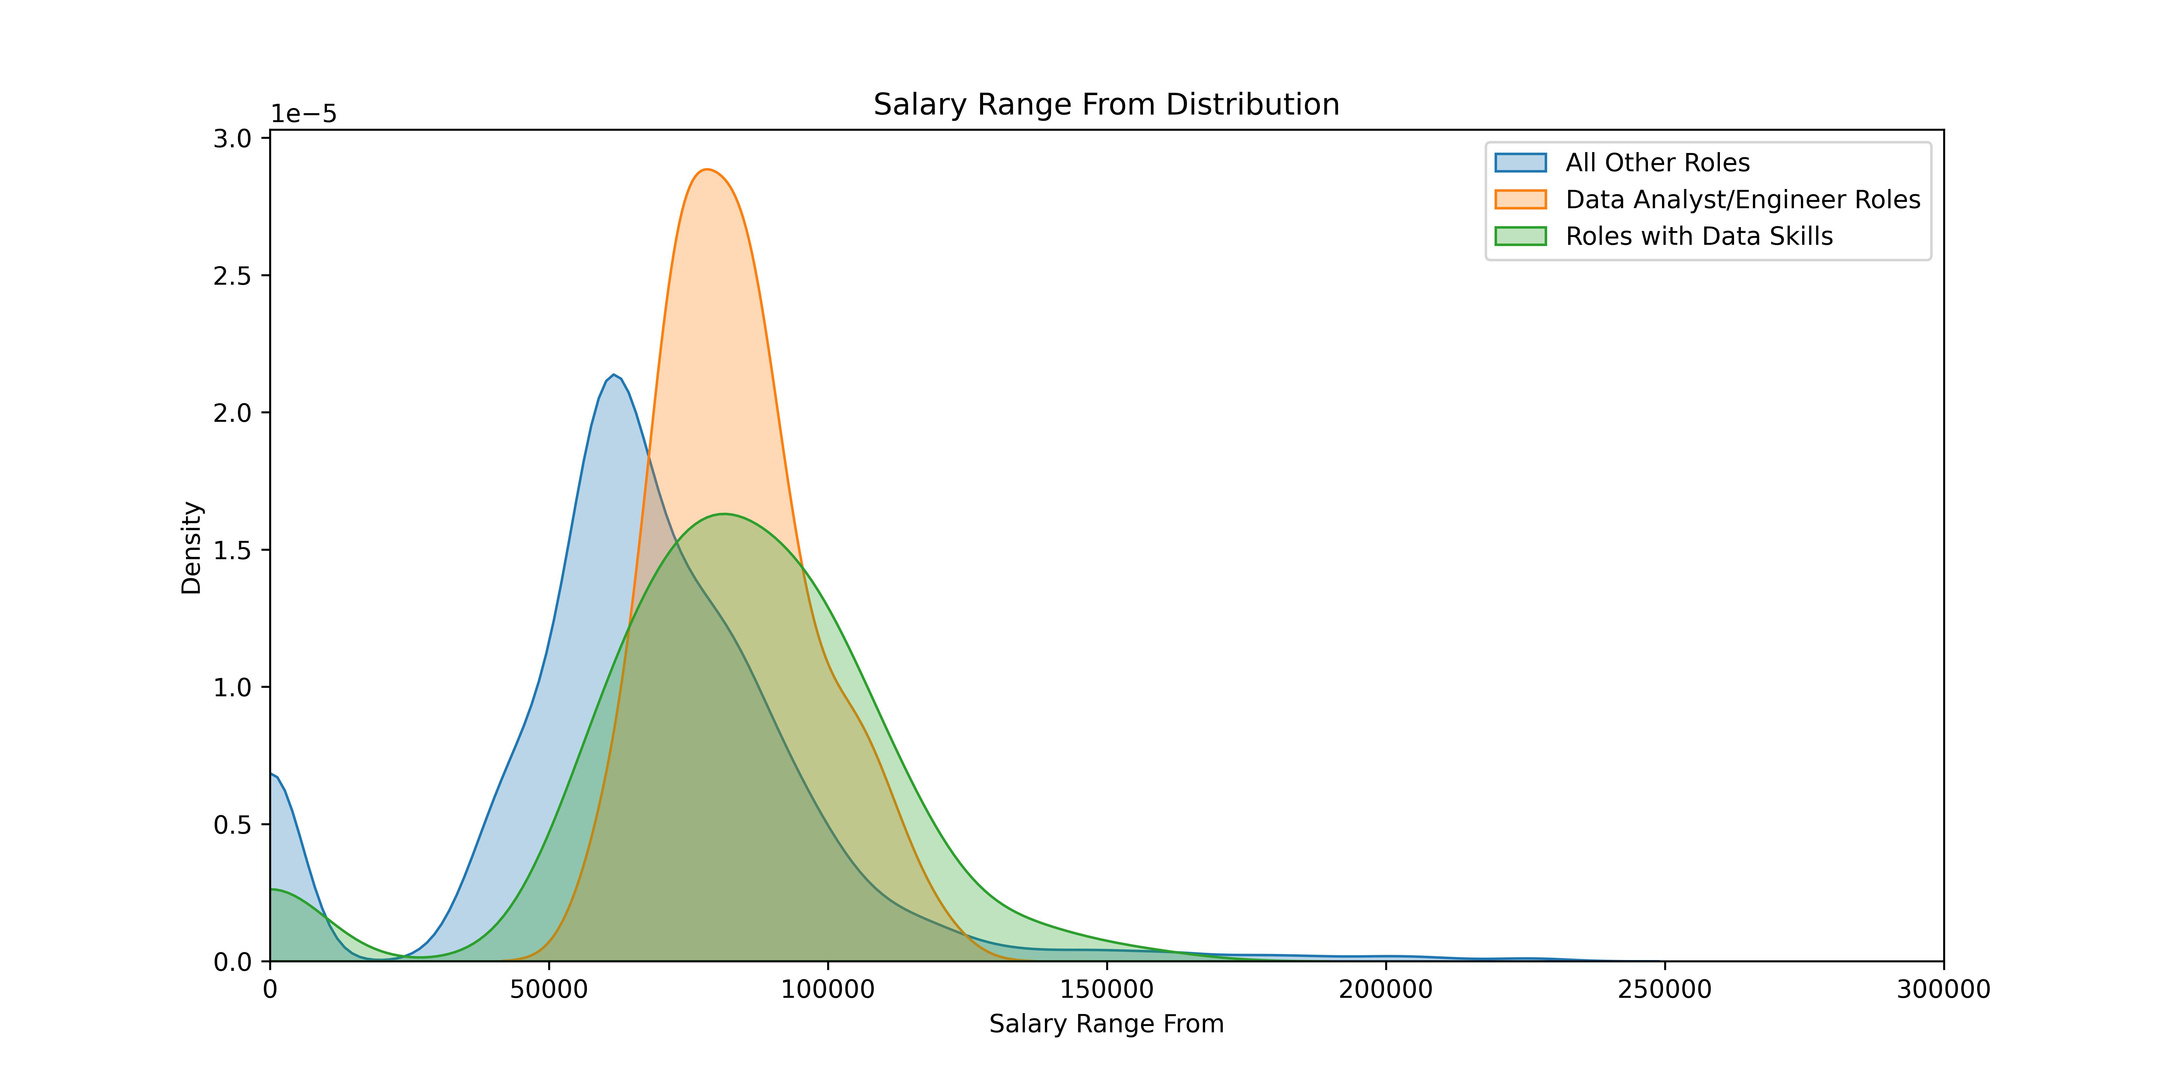 Salary Range From Distribution
1e−5
3.0
2.5
2.0
1.5
1.0
0.5
0.0
Density
All Other Roles
Data Analyst/Engineer Roles
Roles with Data Skills
0 50000 100000 150000 200000 250000 300000
Salary Range From